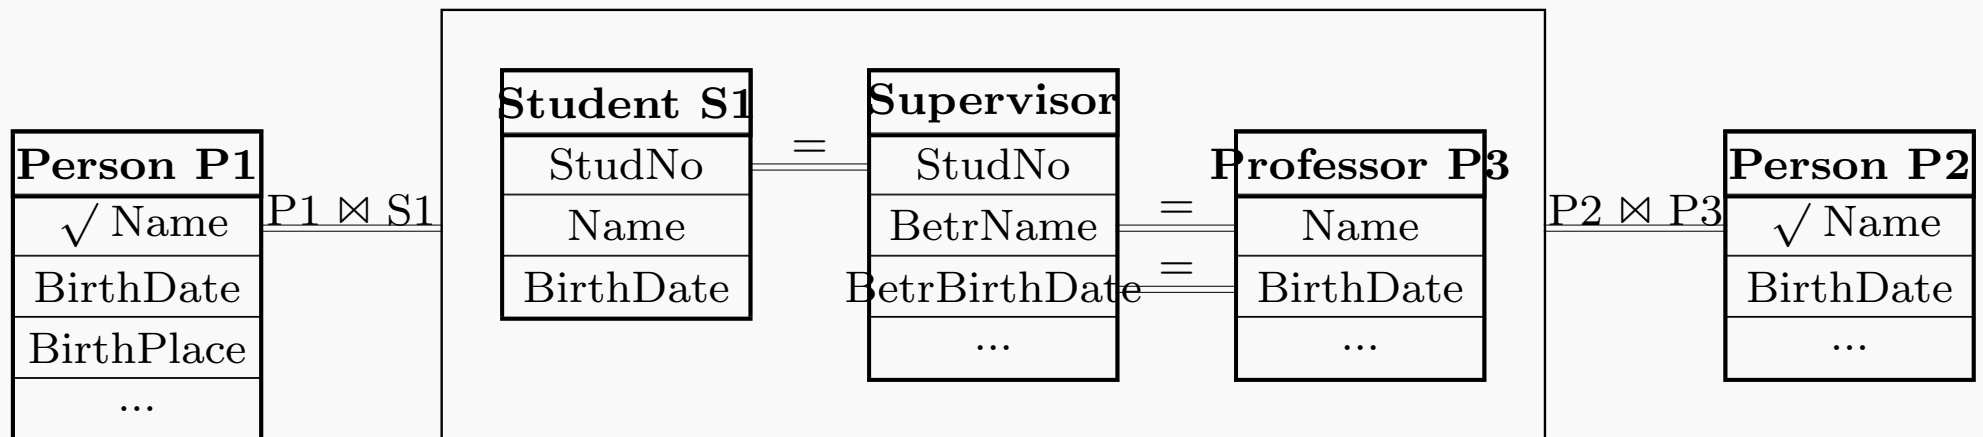 Person P1
√ Name
BirthDate
BirthPlace
...
P1 ⋈ S1
Student S1
StudNo
Name
BirthDate
=
Supervisor
StudNo
BetrName
BetrBirthDate
...
=
=
Professor P3
Name
BirthDate
...
P2 ⋈ P3
Person P2
√ Name
BirthDate
...